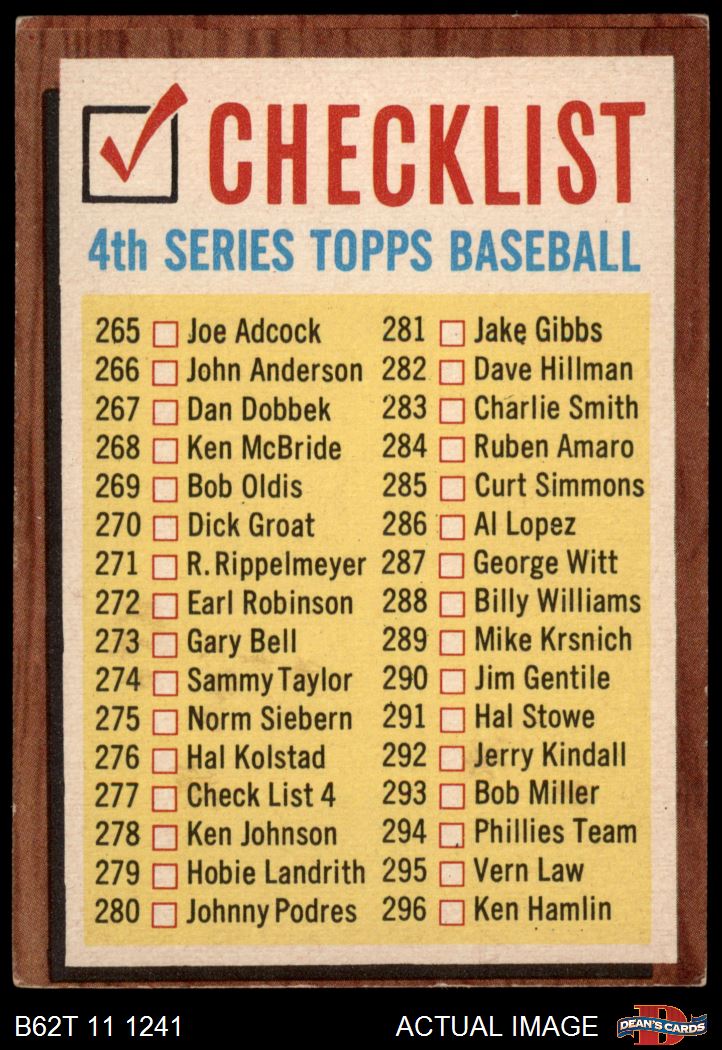 CHECKLIST
4th SERIES TOPPS BASEBALL
265 Joe Adcock
266 John Anderson
267 Dan Dobbek
268 Ken McBride
269 Bob Oldis
270 Dick Groat
271 R. Rippelmeyer
272 Earl Robinson
273 Gary Bell
274 Sammy Taylor
275 Norm Siebern
276 Hal Kolstad
277 Check List 4
278 Ken Johnson
279 Hobie Landrith
280 Johnny Podres
281 Jake Gibbs
282 Dave Hillman
283 Charlie Smith
284 Ruben Amaro
285 Curt Simmons
286 Al Lopez
287 George Witt
288 Billy Williams
289 Mike Krsnich
290 Jim Gentile
291 Hal Stowe
292 Jerry Kindall
293 Bob Miller
294 Phillies Team
295 Vern Law
296 Ken Hamlin
B62T 11 1241
ACTUAL IMAGE
D
DEAN'S CARDS